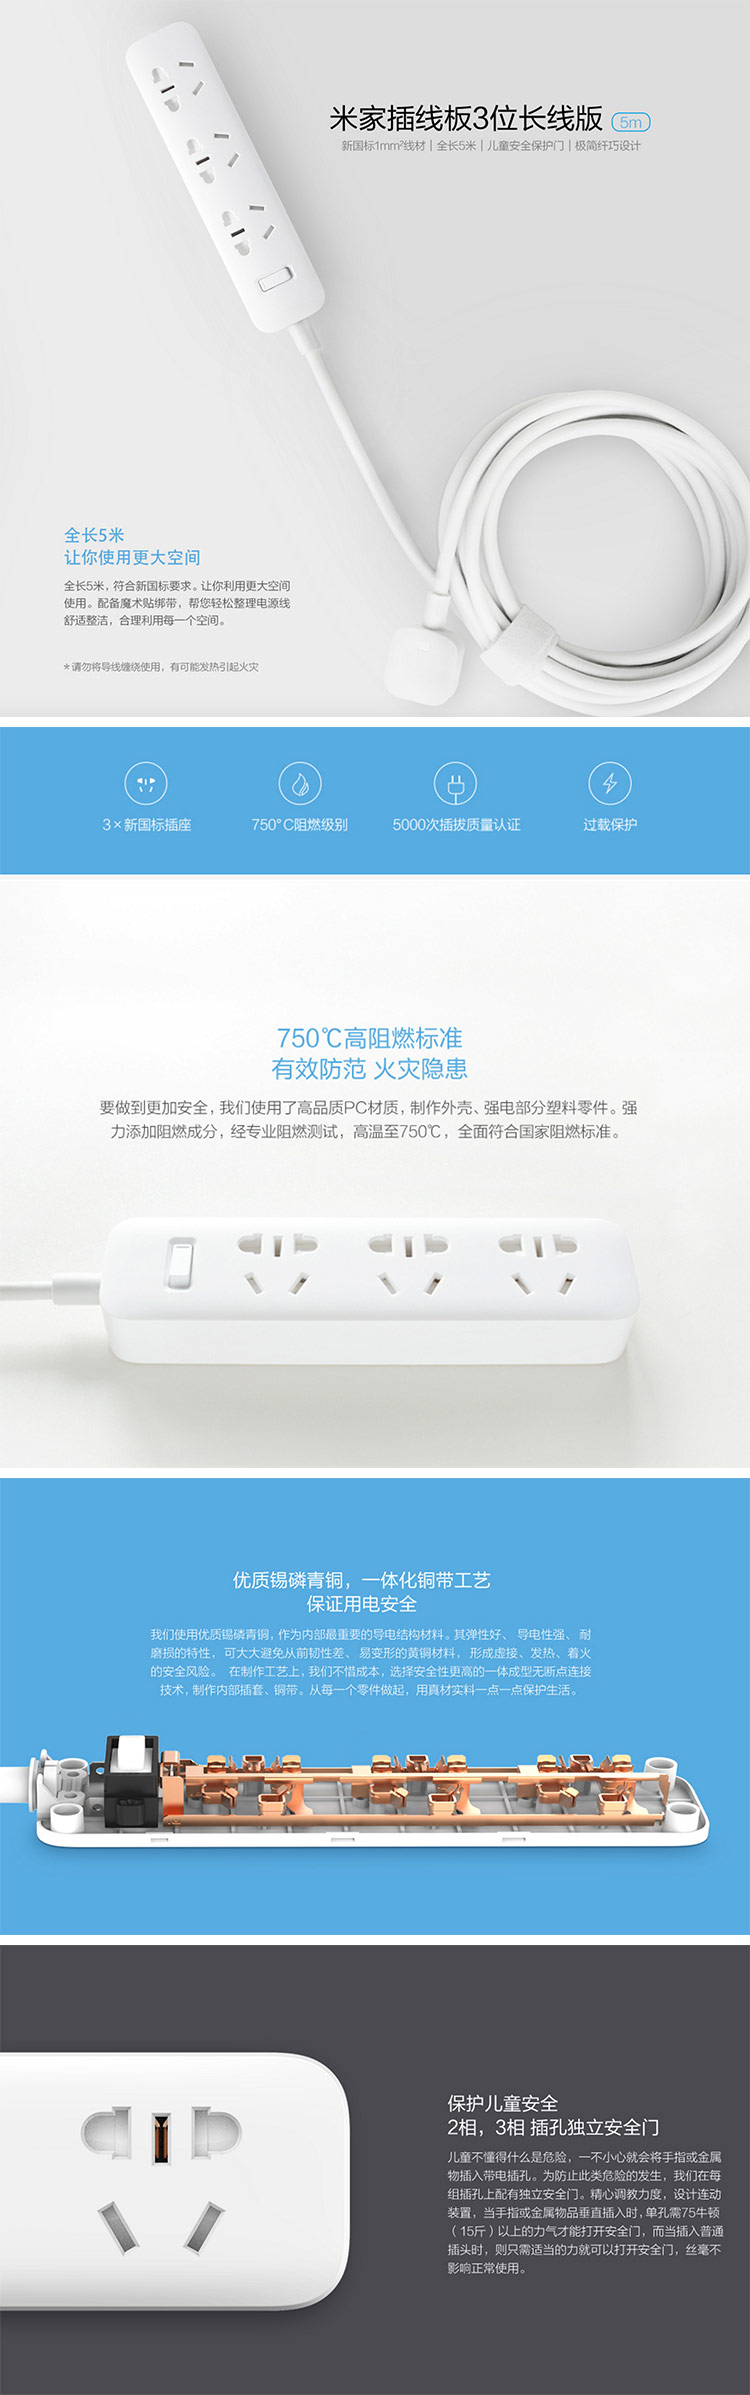 米家插线板3位长线版 5m
新国标1mm²线材｜全长5米｜儿童安全保护门｜极简纤巧设计
全长5米
让你使用更大空间
全长5米，符合新国标要求。让你利用更大空间
使用。配备魔术贴绑带，帮您轻松整理电源线
舒适整洁，合理利用每一个空间。
*请勿将导线缠绕使用，有可能发热引起火灾
3×新国标插座 750°C阻燃级别 5000次插拔质量认证 过载保护
750℃高阻燃标准
有效防范 火灾隐患
要做到更加安全，我们使用了高品质PC材质，制作外壳、强电部分塑料零件。强
力添加阻燃成分，经专业阻燃测试，高温至750℃，全面符合国家阻燃标准。
优质锡磷青铜，一体化铜带工艺
保证用电安全
我们使用优质锡磷青铜，作为内部最重要的导电结构材料。其弹性好、导电性强、耐
磨损的特性，可大大避免从前韧性差、易变形的黄铜材料，形成虚接、发热、着火
的安全风险。在制作工艺上，我们不惜成本，选择安全性更高的一体成型无断点连接
技术，制作内部插套、铜带。从每一个零件做起，用真材实料一点一点保护生活。
保护儿童安全
2相，3相 插孔独立安全门
儿童不懂得什么是危险，一不小心就会将手指或金属
物插入带电插孔。为防止此类危险的发生，我们在每
组插孔上配有独立安全门。精心调教力度，设计连动
装置，当手指或金属物品垂直插入时，单孔需75牛顿
（15斤）以上的力气才能打开安全门，而当插入普通
插头时，则只需适当的力就可以打开安全门，丝毫不
影响正常使用。